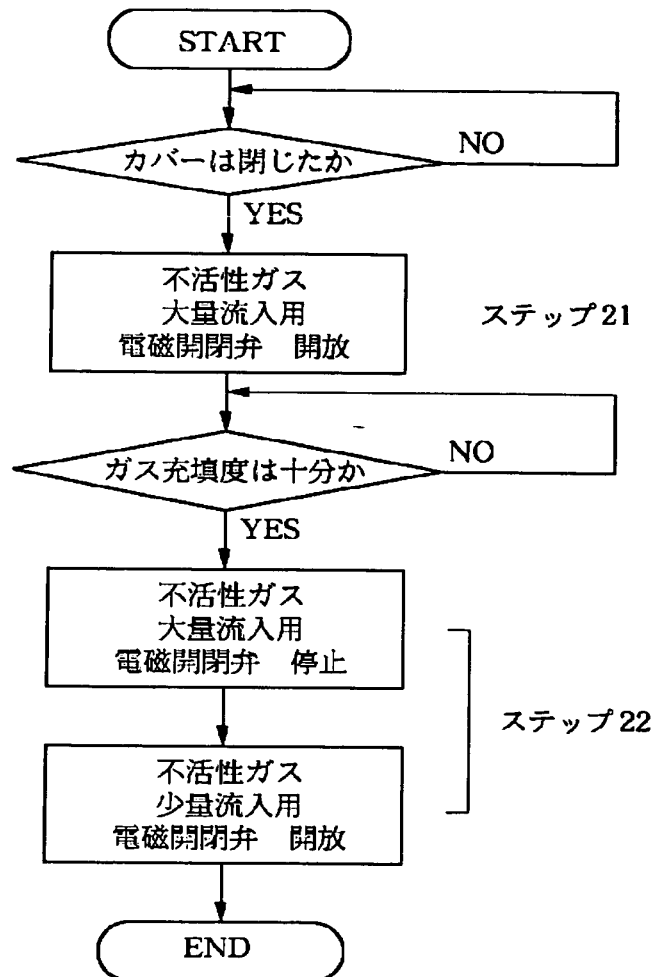 START
カバーは閉じたか
NO
YES
不活性ガス
大量流入用
電磁開閉弁　開放
ステップ21
ガス充填度は十分か
NO
YES
不活性ガス
大量流入用
電磁開閉弁　停止
ステップ22
不活性ガス
少量流入用
電磁開閉弁　開放
END